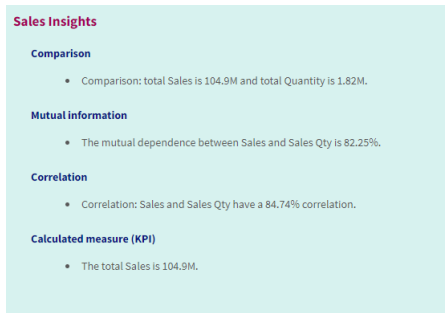 Sales Insights
Comparison
• Comparison: total Sales is 104.9M and total Quantity is 1.82M.
Mutual information
• The mutual dependence between Sales and Sales Qty is 82.25%.
Correlation
• Correlation: Sales and Sales Qty have a 84.74% correlation.
Calculated measure (KPI)
• The total Sales is 104.9M.